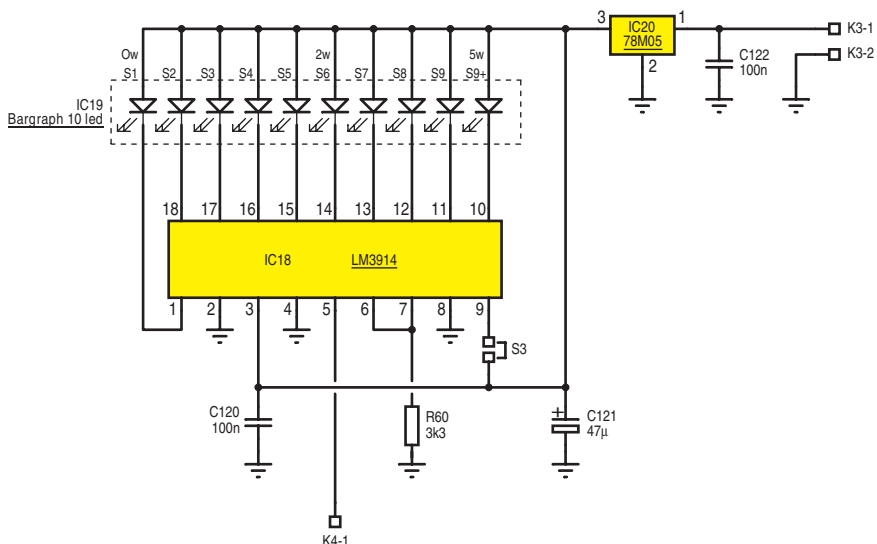 3
IC20
78M05
1
2
K3-1
K3-2
C122
100n
Ow
2w
5w
S1
S2
S3
S4
S5
S6
S7
S8
S9
S9+
IC19
Bargraph 10 led
18
17
16
15
14
13
12
11
10
IC18
LM3914
1
2
3
4
5
6
7
8
9
S3
C120
100n
R60
3k3
+
C121
47µ
K4-1